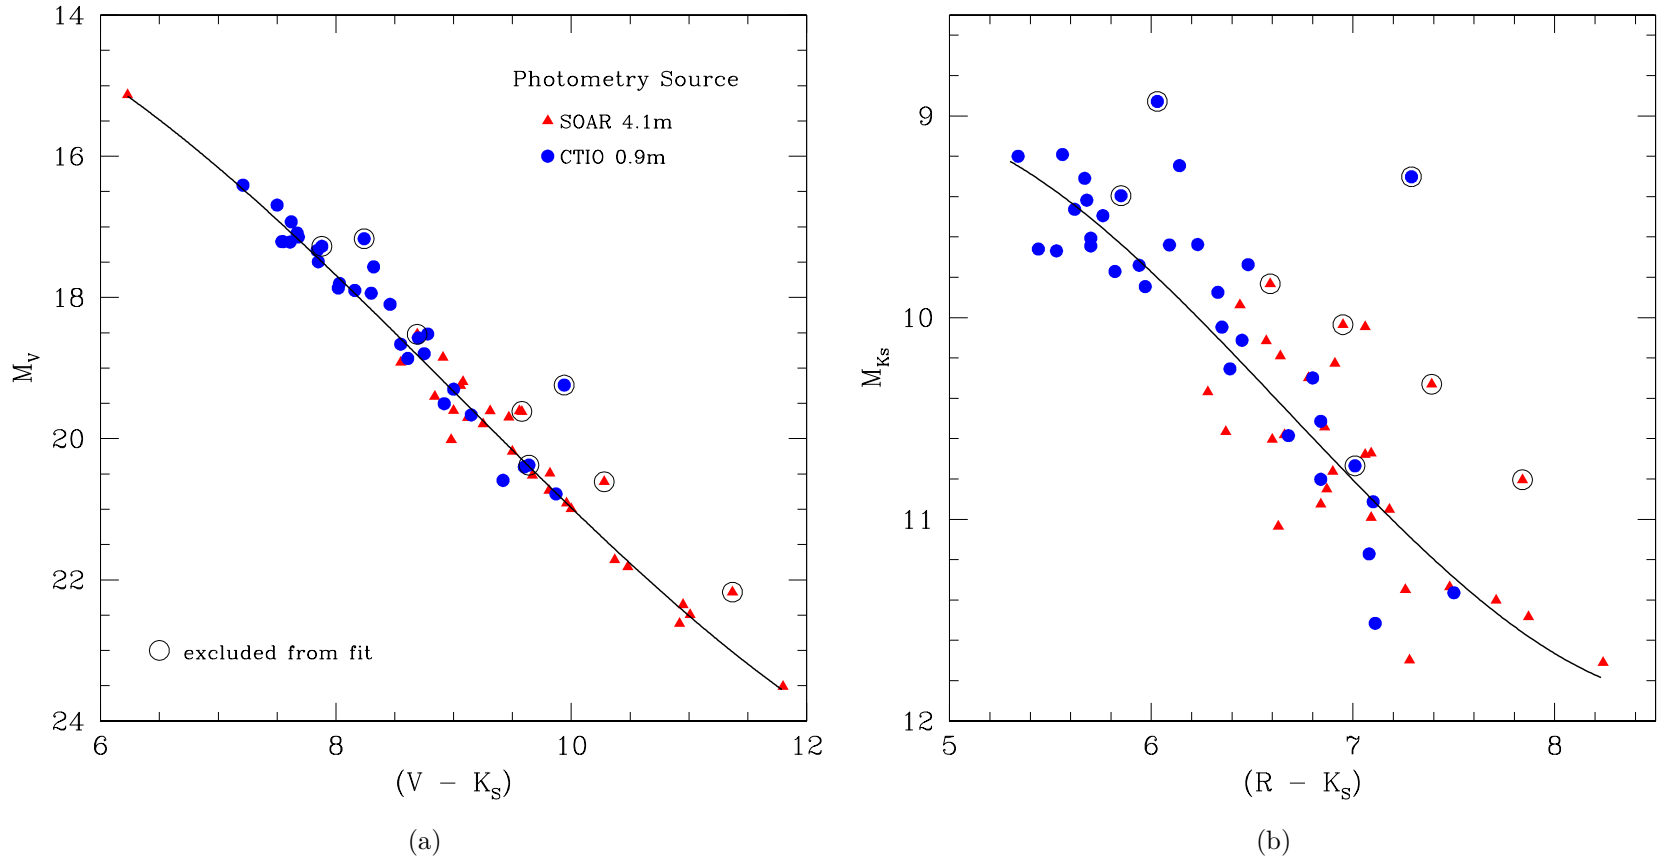 Photometry Source
SOAR 4.1m
CTIO 0.9m
excluded from fit
14
16
18
20
22
24
M_V
6 8 10 12
(V − K_S)
(a)
9
10
11
12
M_Ks
5 6 7 8
(R − K_S)
(b)